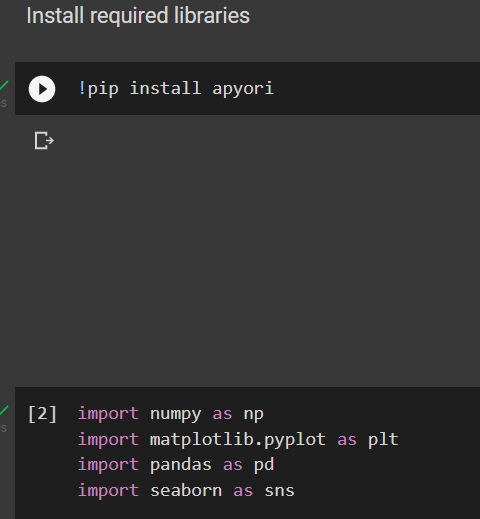 Install required libraries
!pip install apyori
[2] import numpy as np
import matplotlib.pyplot as plt
import pandas as pd
import seaborn as sns